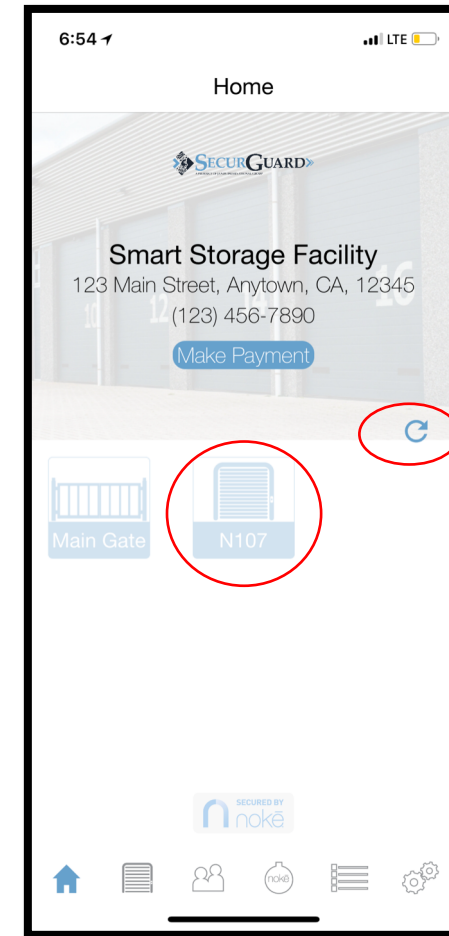 6:54
LTE
Home
SECURGUARD
Smart Storage Facility
123 Main Street, Anytown, CA, 12345
(123) 456-7890
Make Payment
10
12
14
16
Main Gate
N107
SECURED BY
nokē
nokē